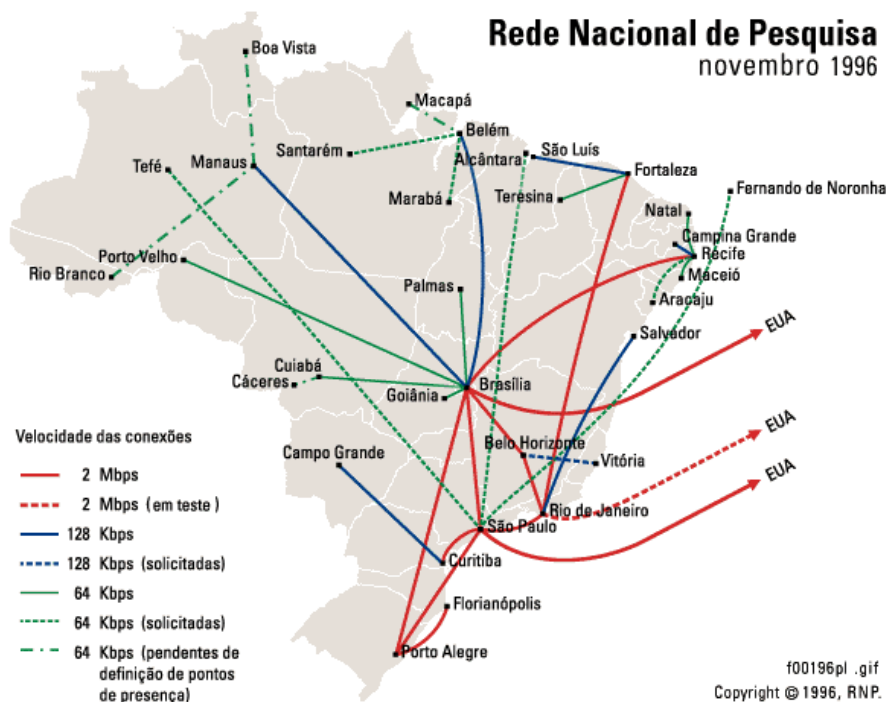 Rede Nacional de Pesquisa
novembro 1996
Boa Vista
Macapá
Belém
Santarém
Alcântara
São Luís
Tefé
Manaus
Fortaleza
Marabá
Teresina
Fernando de Noronha
Natal
Campina Grande
Porto Velho
Recife
Rio Branco
Maceió
Palmas
Aracaju
EUA
Salvador
Cuiabá
Cáceres
Brasília
Goiânia
EUA
Velocidade das conexões
Belo Horizonte
Campo Grande
Vitória
EUA
2 Mbps
2 Mbps (em teste)
Rio de Janeiro
São Paulo
128 Kbps
128 Kbps (solicitadas)
Curitiba
64 Kbps
Florianópolis
64 Kbps (solicitadas)
64 Kbps (pendentes de
definição de pontos
de presença)
Porto Alegre
f00196pl .gif
Copyright © 1996, RNP.